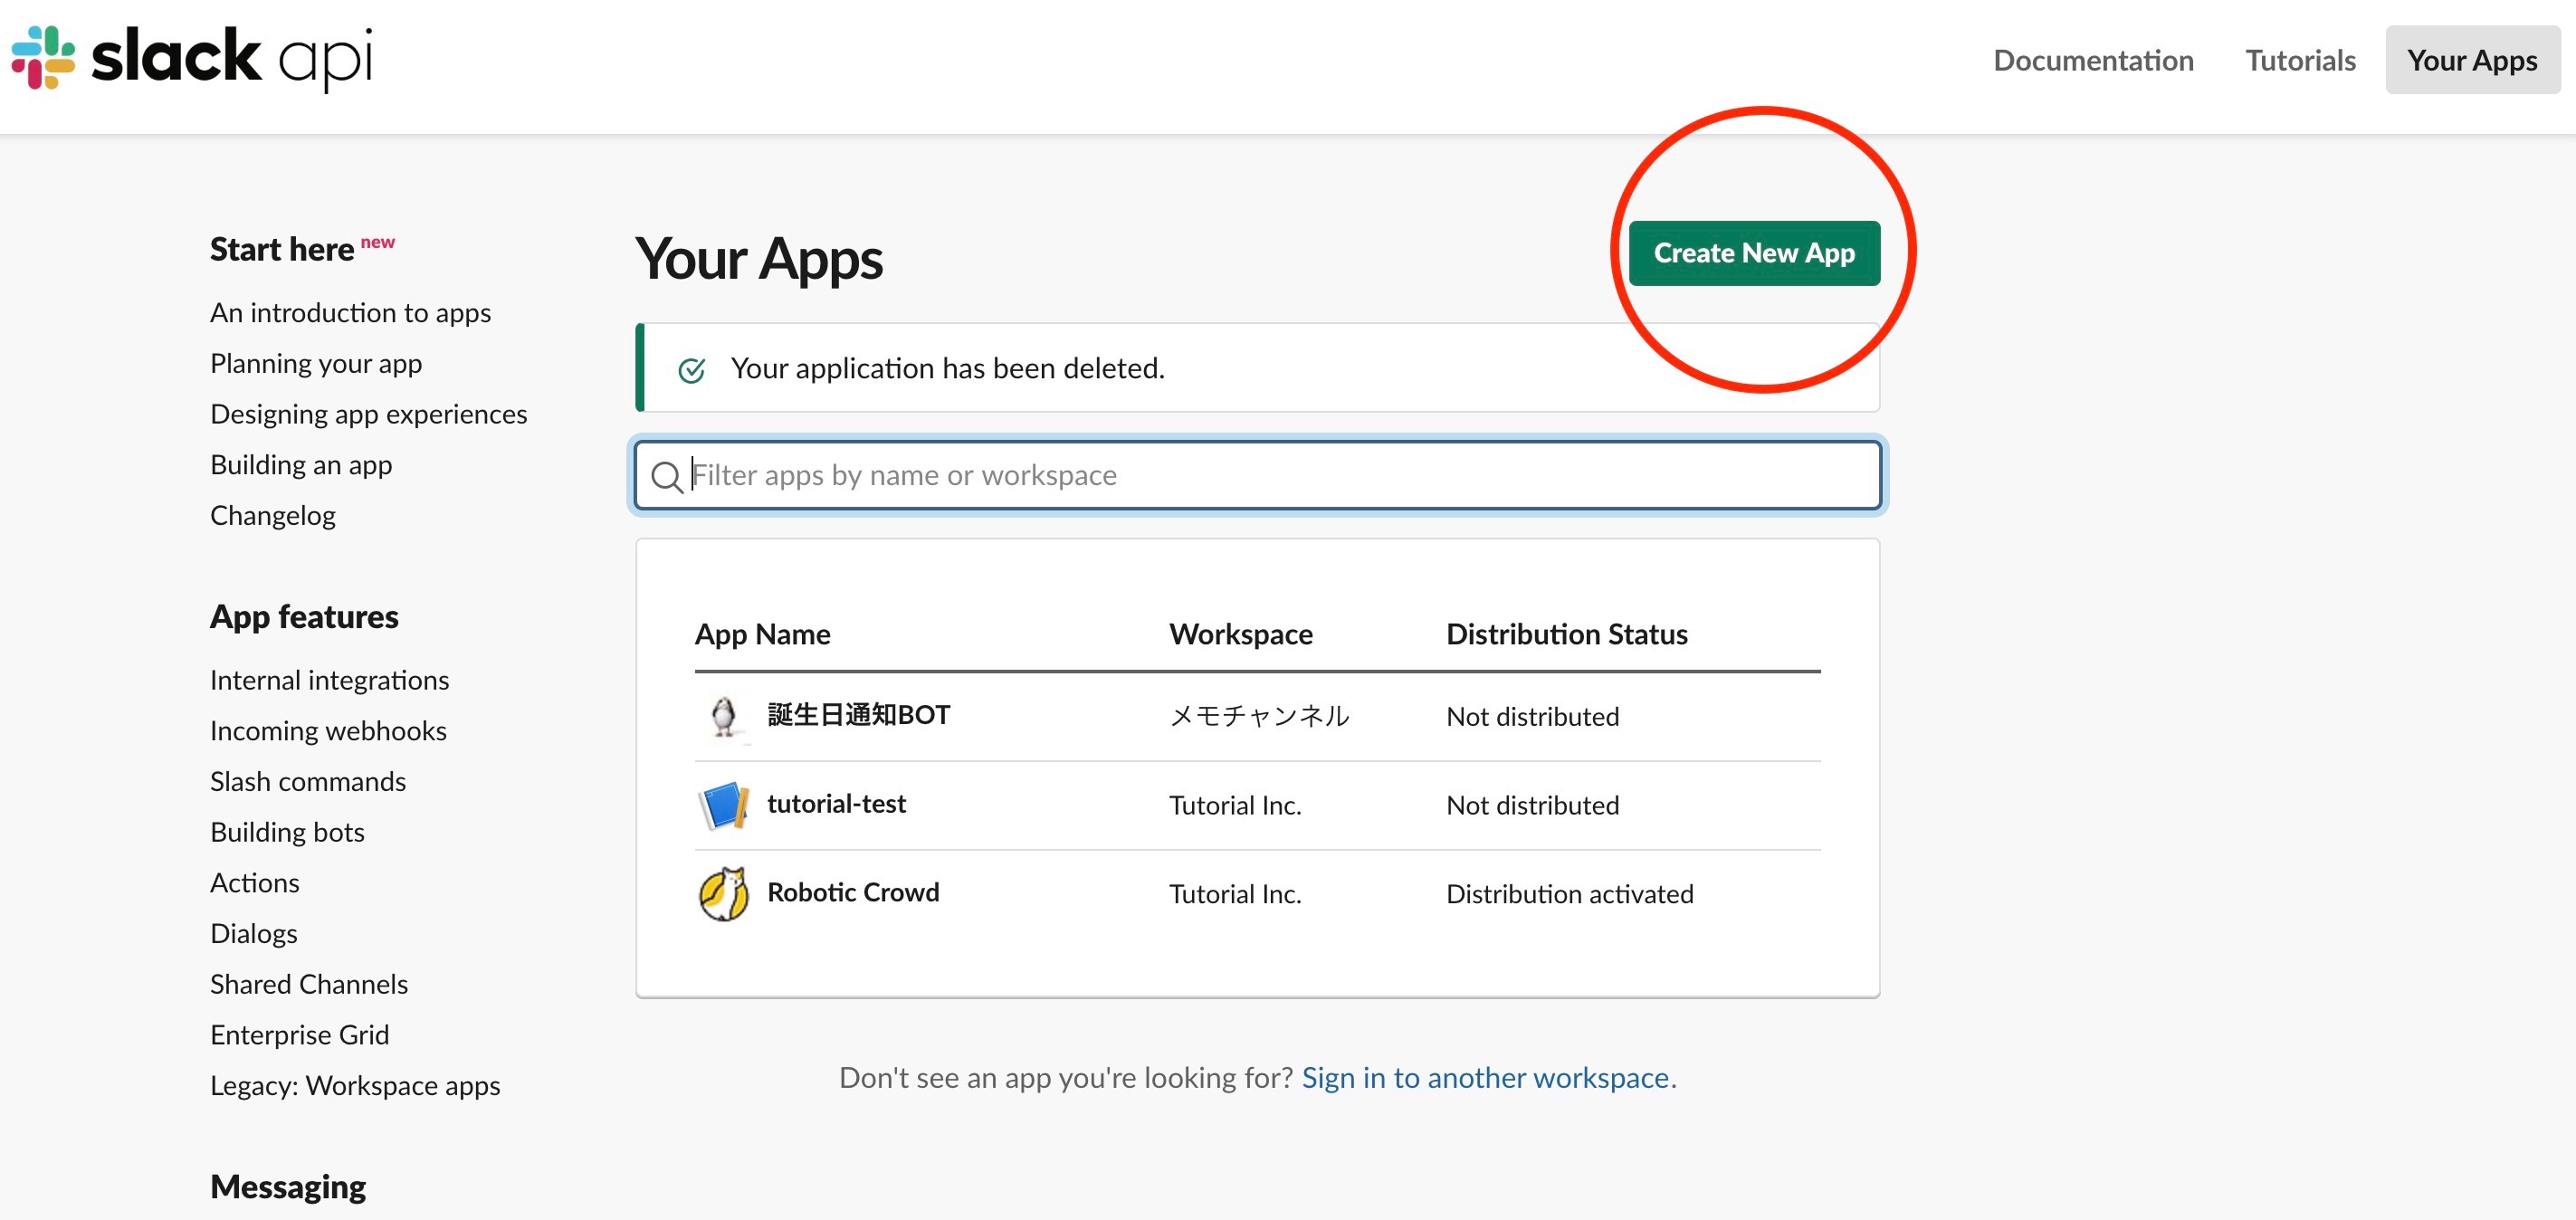 slack api
Documentation Tutorials Your Apps
Start here new
An introduction to apps
Planning your app
Designing app experiences
Building an app
Changelog
App features
Internal integrations
Incoming webhooks
Slash commands
Building bots
Actions
Dialogs
Shared Channels
Enterprise Grid
Legacy: Workspace apps
Messaging
Your Apps
Create New App
Your application has been deleted.
Filter apps by name or workspace
App Name Workspace Distribution Status
誕生日通知BOT メモチャンネル Not distributed
tutorial-test Tutorial Inc. Not distributed
Robotic Crowd Tutorial Inc. Distribution activated
Don't see an app you're looking for? Sign in to another workspace.